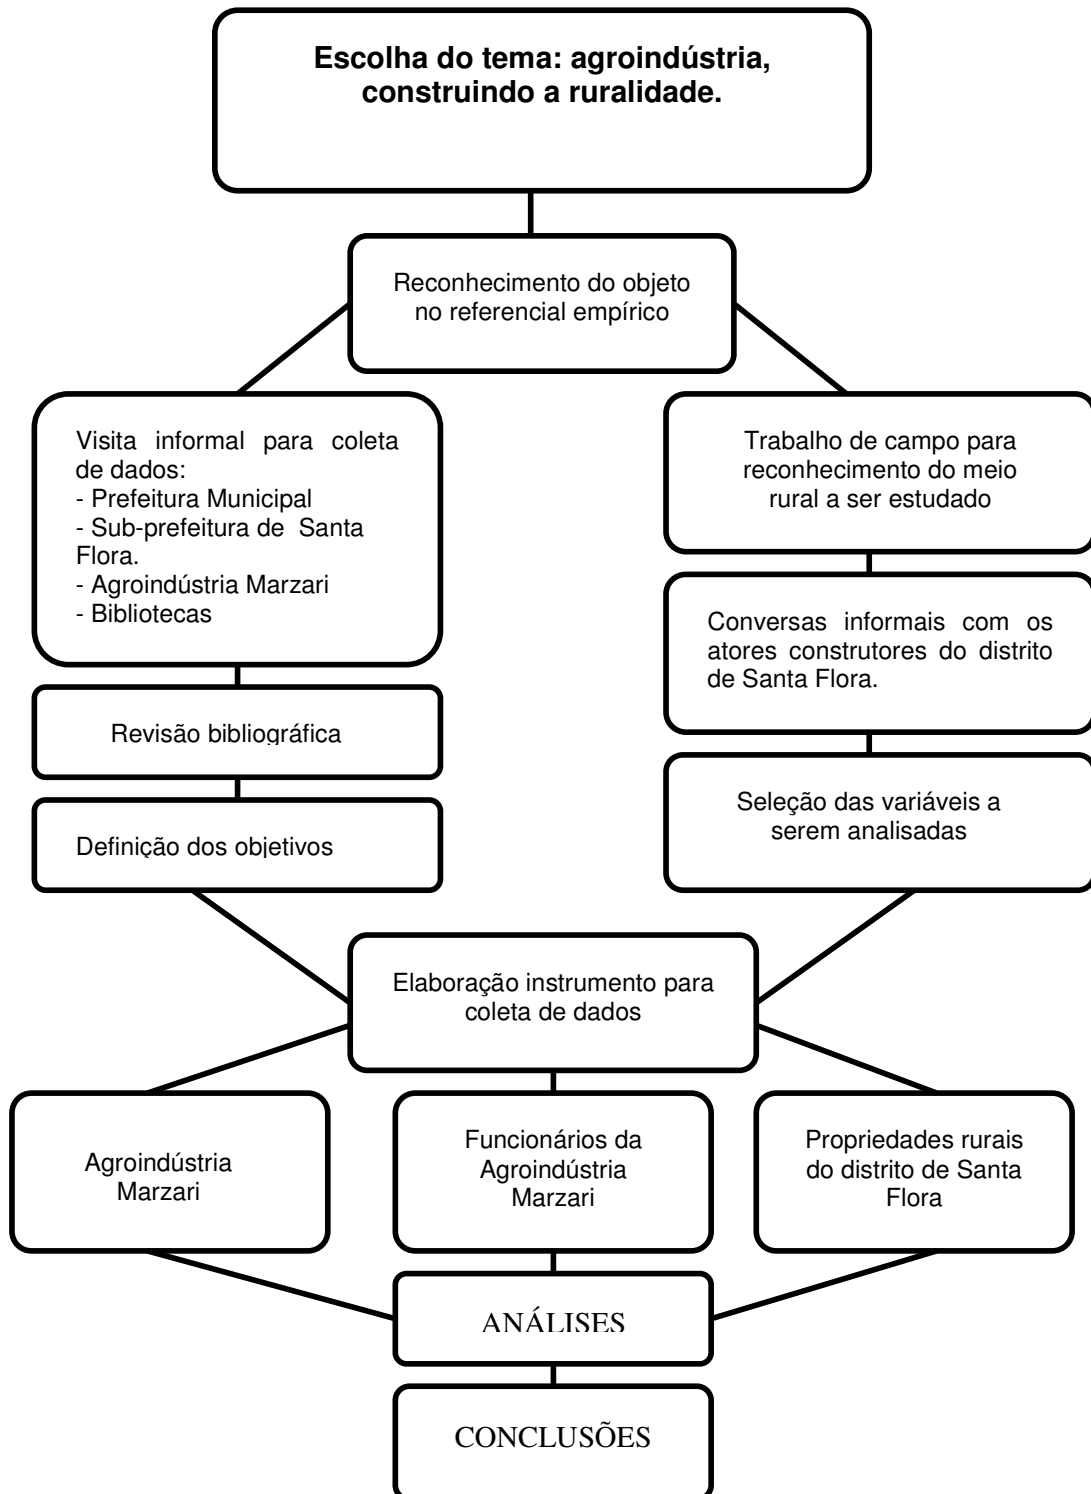 Escolha do tema: agroindústria,
construindo a ruralidade.
Reconhecimento do objeto
no referencial empírico
Visita informal para coleta
de dados:
- Prefeitura Municipal
- Sub-prefeitura de Santa
Flora.
- Agroindústria Marzari
- Bibliotecas
Revisão bibliográfica
Definição dos objetivos
Trabalho de campo para
reconhecimento do meio
rural a ser estudado
Conversas informais com os
atores construtores do distrito
de Santa Flora.
Seleção das variáveis a
serem analisadas
Elaboração instrumento para
coleta de dados
Agroindústria
Marzari
Funcionários da
Agroindústria
Marzari
Propriedades rurais
do distrito de Santa
Flora
ANÁLISES
CONCLUSÕES